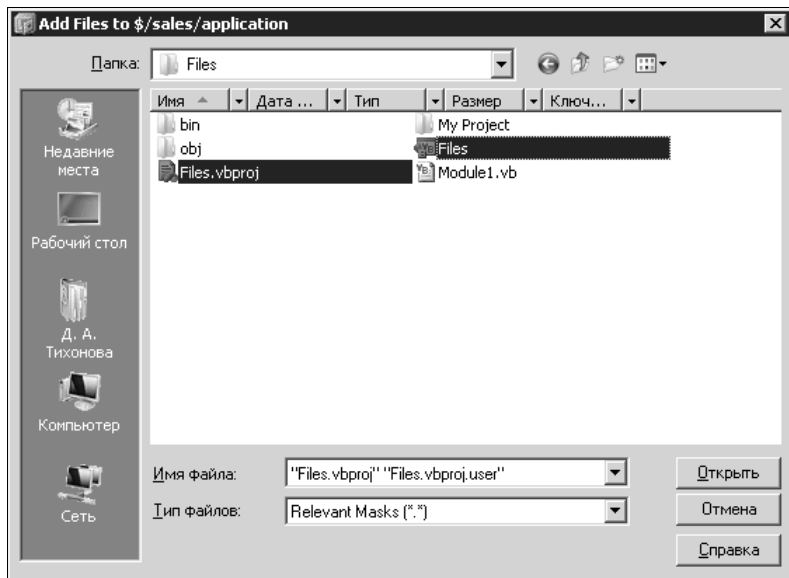 Add Files to $/sales/application
Папка: Files
Имя Дата ... Тип Размер Ключ...
bin My Project
obj Files
Files.vbproj Module1.vb
Недавние
места
Рабочий стол
Д. А.
Тихонова
Компьютер
Сеть
Имя файла: "Files.vbproj" "Files.vbproj.user" Открыть
Тип файлов: Relevant Masks (*.*) Отмена
Справка